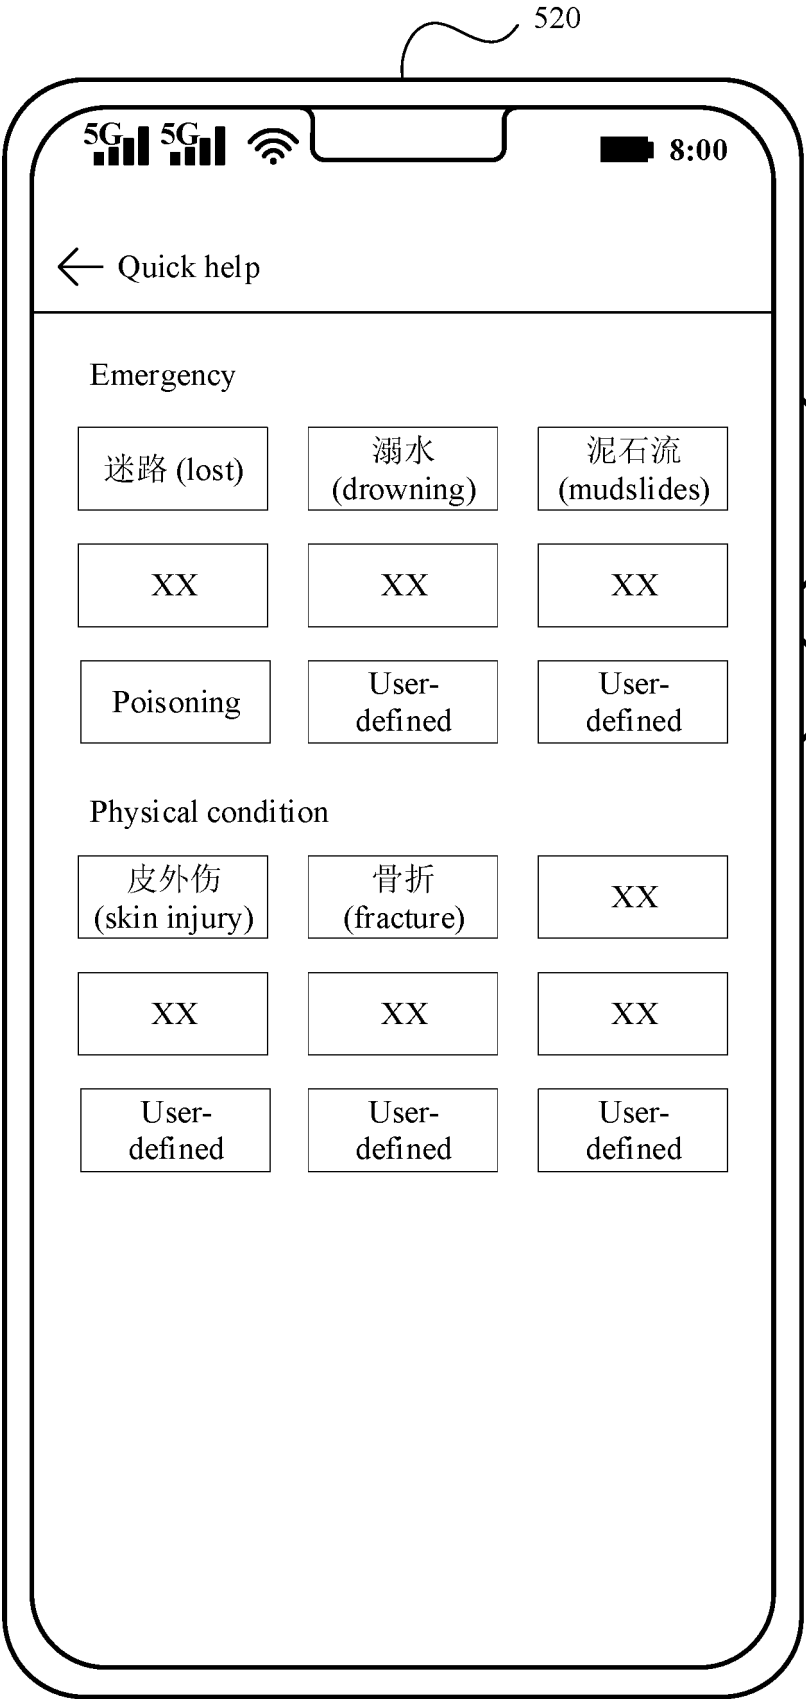 520
5G 5G 8:00
Quick help
Emergency
迷路 (lost)
溺水
(drowning)
泥石流
(mudslides)
XX
XX
XX
Poisoning
User-
defined
User-
defined
Physical condition
皮外伤
(skin injury)
骨折
(fracture)
XX
XX
XX
XX
User-
defined
User-
defined
User-
defined